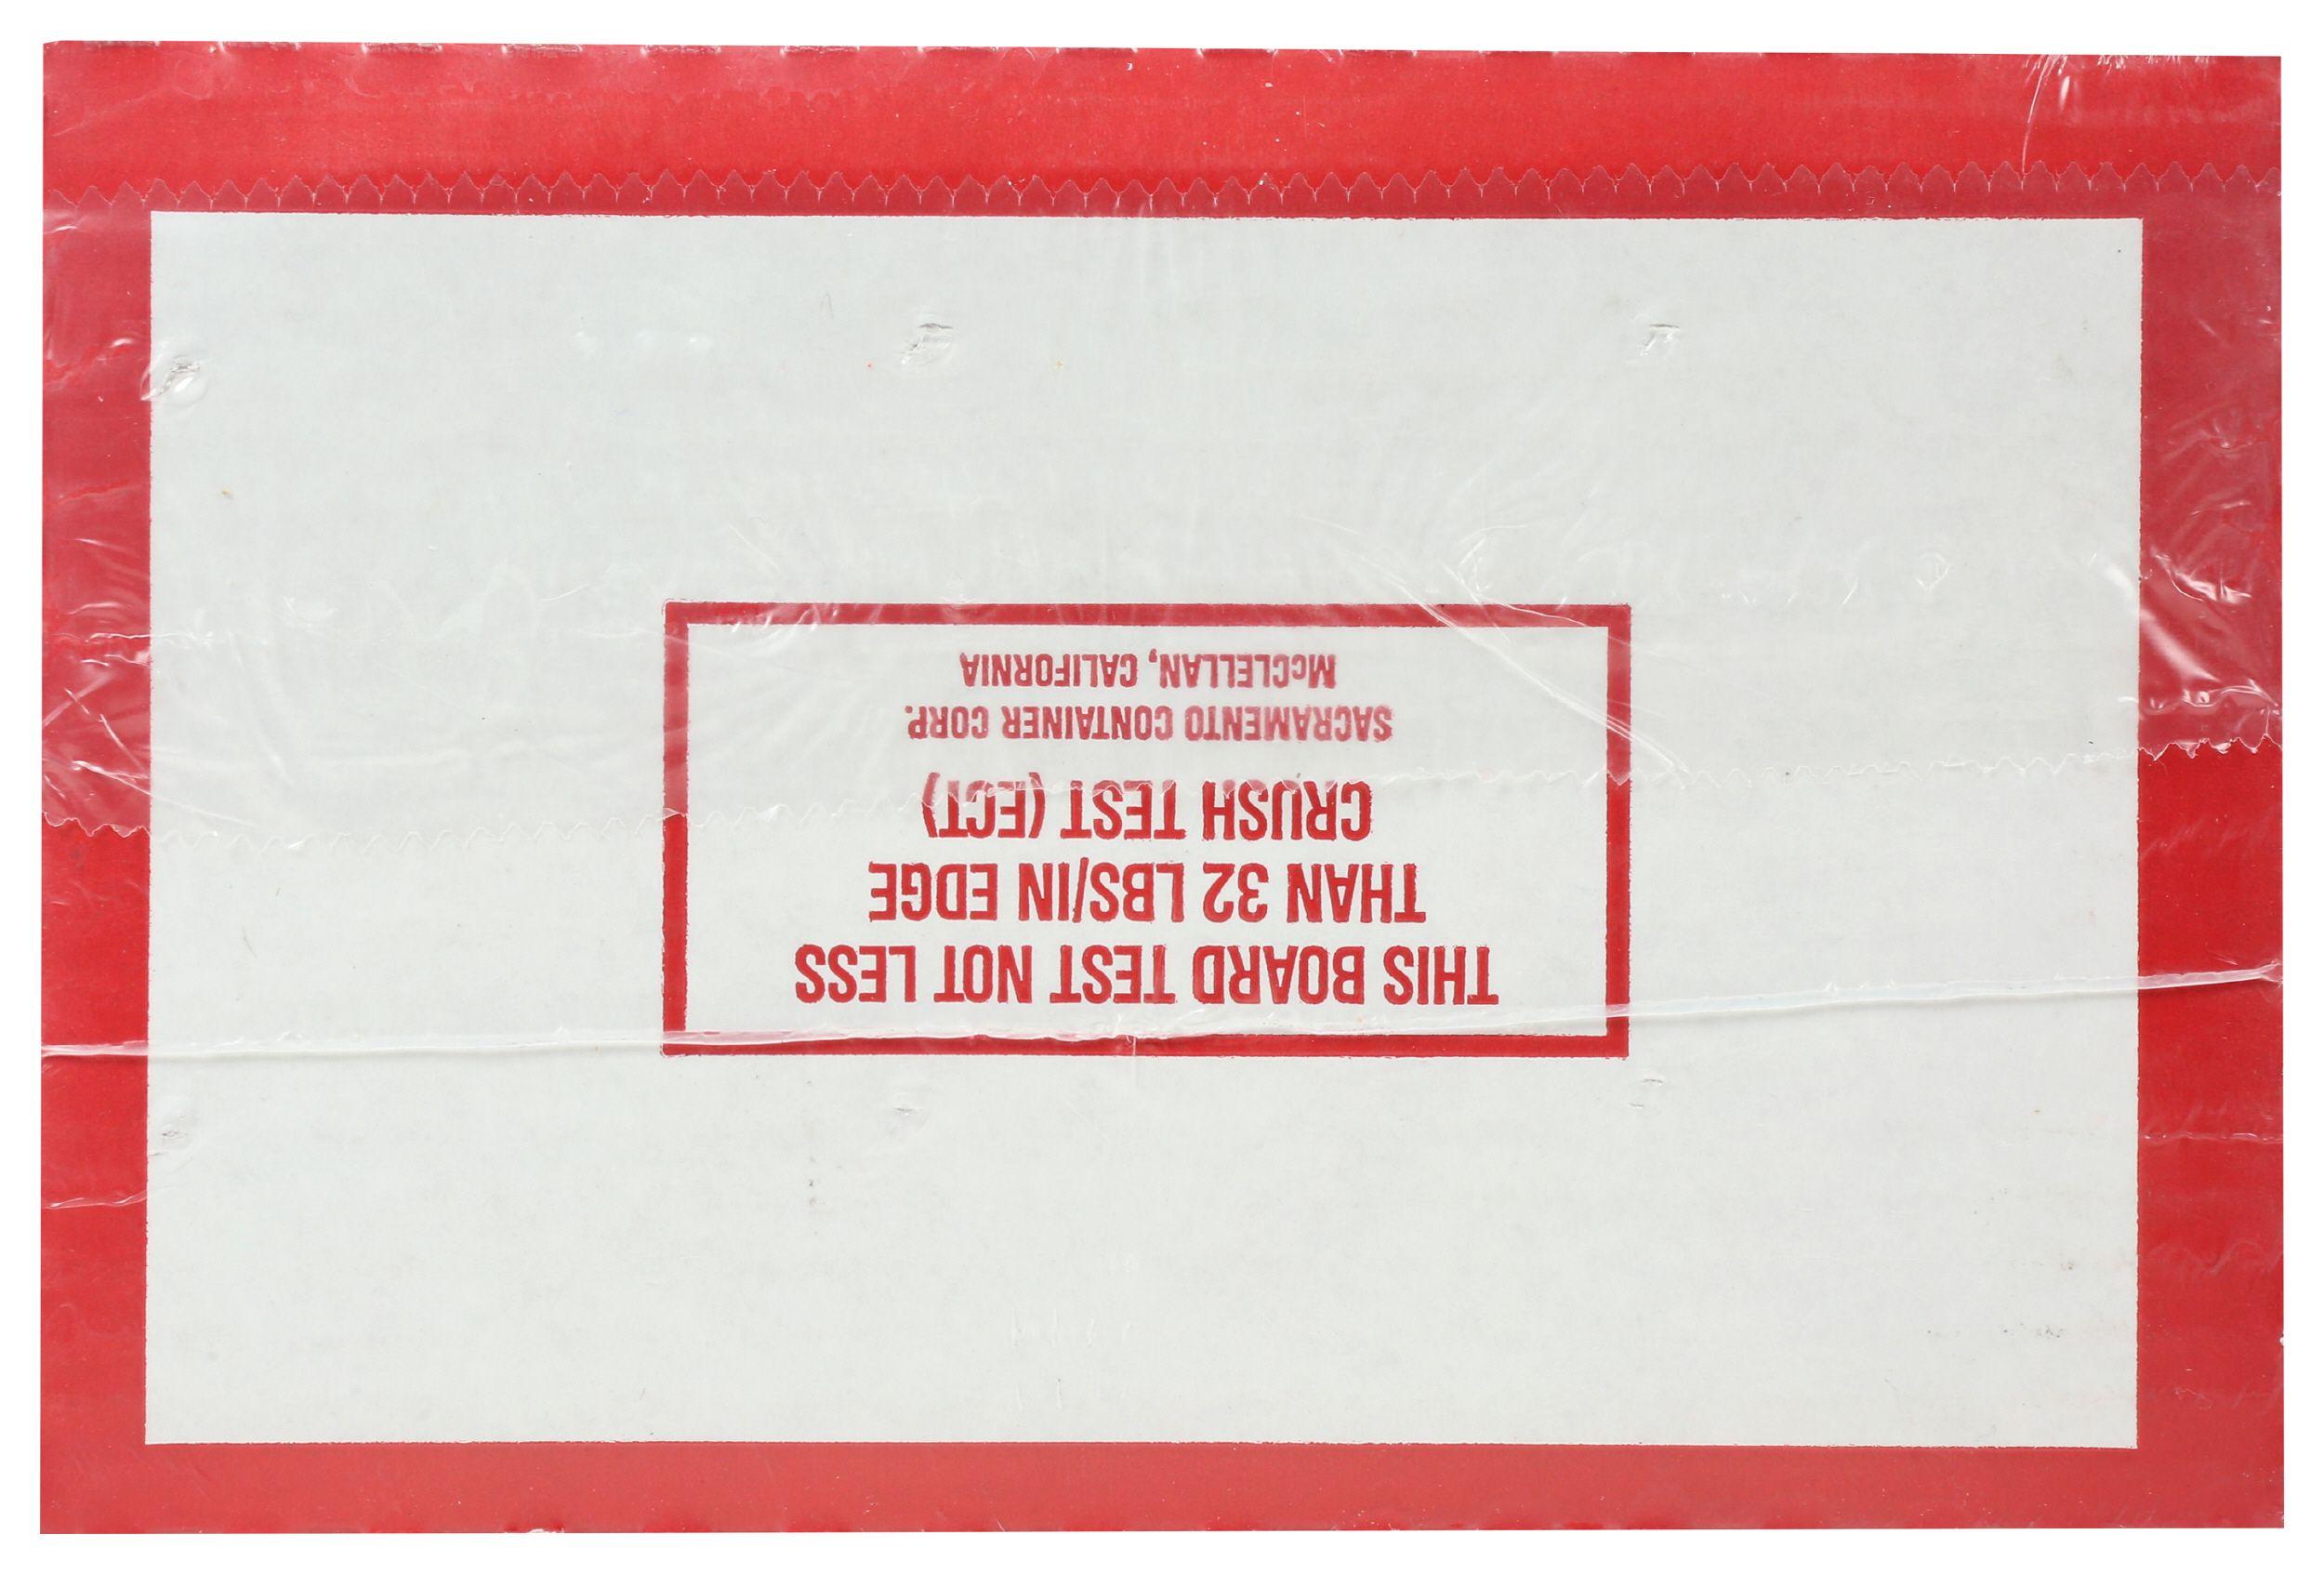 THIS BOARD TEST NOT LESS
THAN 32 LBS/IN EDGE
CRUSH TEST (ECT)
SACRAMENTO CONTAINER CORP.
McCLELLAN, CALIFORNIA